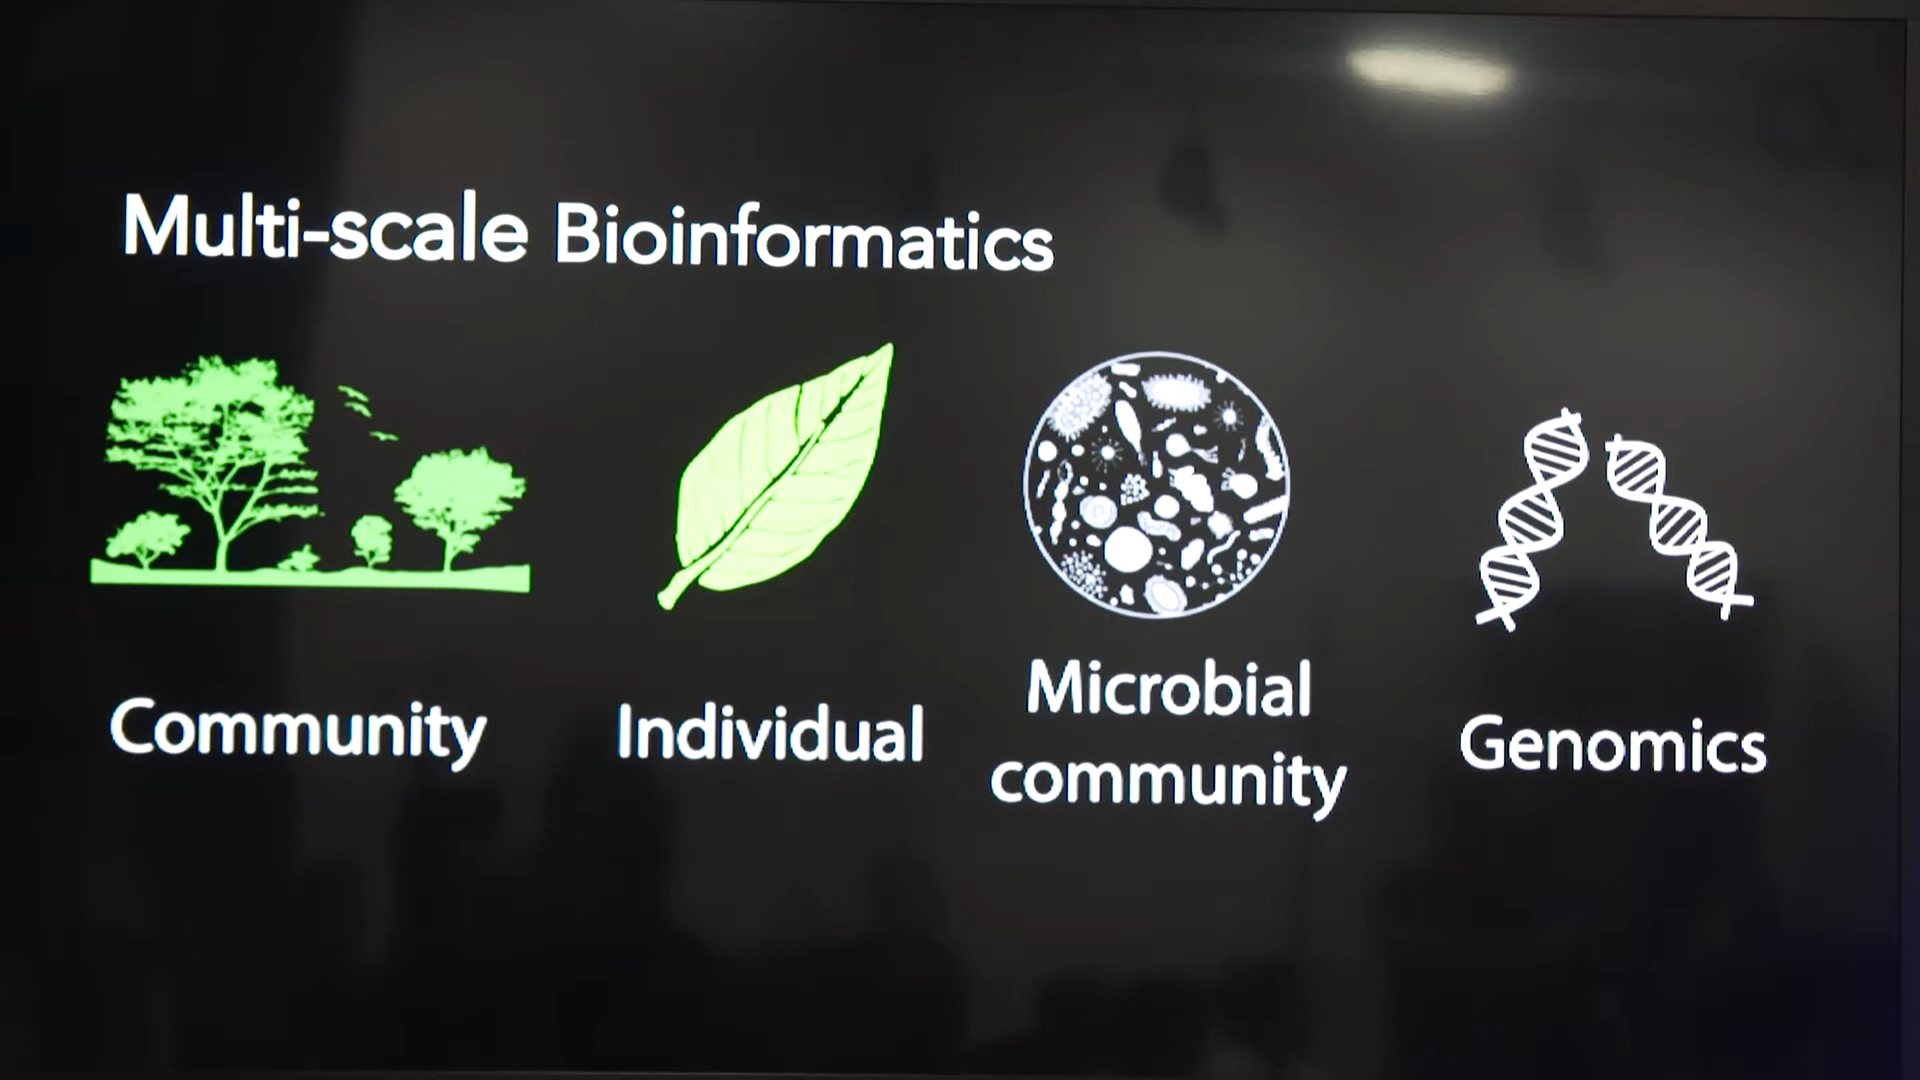 Multi-scale Bioinformatics
Community
Individual
Microbial
community
Genomics